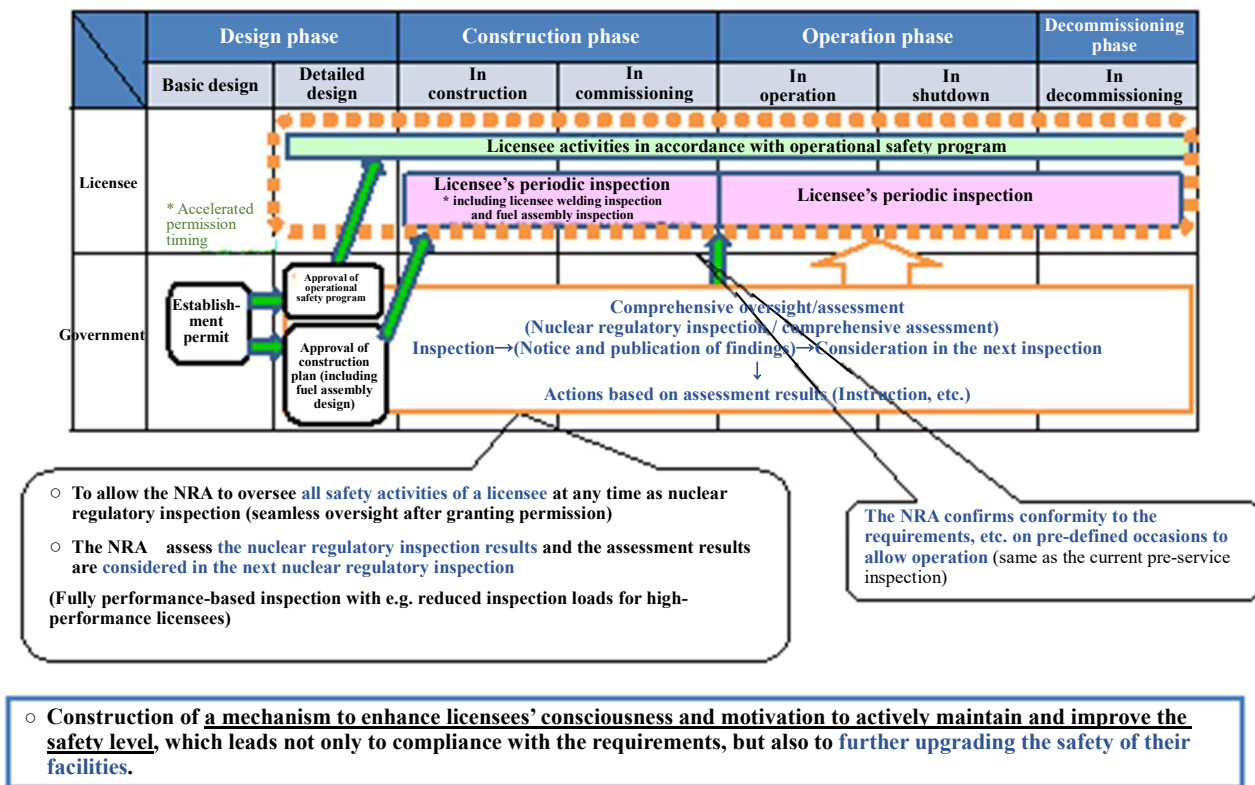 Design phase
Construction phase
Operation phase
Decommissioning
phase
Basic design
Detailed
design
In
construction
In
commissioning
In
operation
In
shutdown
In
decommissioning
Licensee
Licensee activities in accordance with operational safety program
Licensee's periodic inspection
* including licensee welding inspection
and fuel assembly inspection
Licensee's periodic inspection
* Accelerated
permission
timing
Government
Establish-
ment
permit
* Approval of
operational
safety program
Approval of
construction
plan (including
fuel assembly
design)
Comprehensive oversight/assessment
(Nuclear regulatory inspection / comprehensive assessment)
Inspection→(Notice and publication of findings)→Consideration in the next inspection
↓
Actions based on assessment results (Instruction, etc.)
○ To allow the NRA to oversee all safety activities of a licensee at any time as nuclear
regulatory inspection (seamless oversight after granting permission)
○ The NRA assess the nuclear regulatory inspection results and the assessment results
are considered in the next nuclear regulatory inspection
(Fully performance-based inspection with e.g. reduced inspection loads for high-
performance licensees)
The NRA confirms conformity to the
requirements, etc. on pre-defined occasions to
allow operation (same as the current pre-service
inspection)
○ Construction of a mechanism to enhance licensees' consciousness and motivation to actively maintain and improve the
safety level, which leads not only to compliance with the requirements, but also to further upgrading the safety of their
facilities.